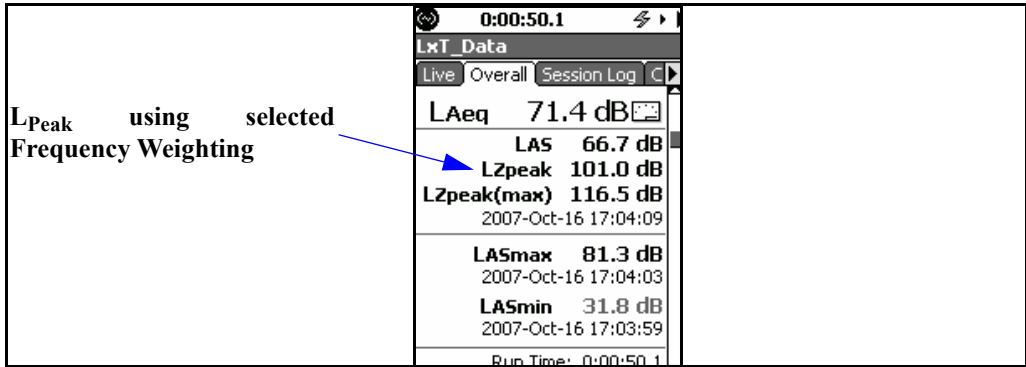 0:00:50.1
LxT_Data
Live Overall Session Log C
LPeak using selected
Frequency Weighting
LAeq 71.4 dB
LAS 66.7 dB
LZpeak 101.0 dB
LZpeak(max) 116.5 dB
2007-Oct-16 17:04:09
LASmax 81.3 dB
2007-Oct-16 17:04:03
LASmin 31.8 dB
2007-Oct-16 17:03:59
Run Time: 0:00:50.1